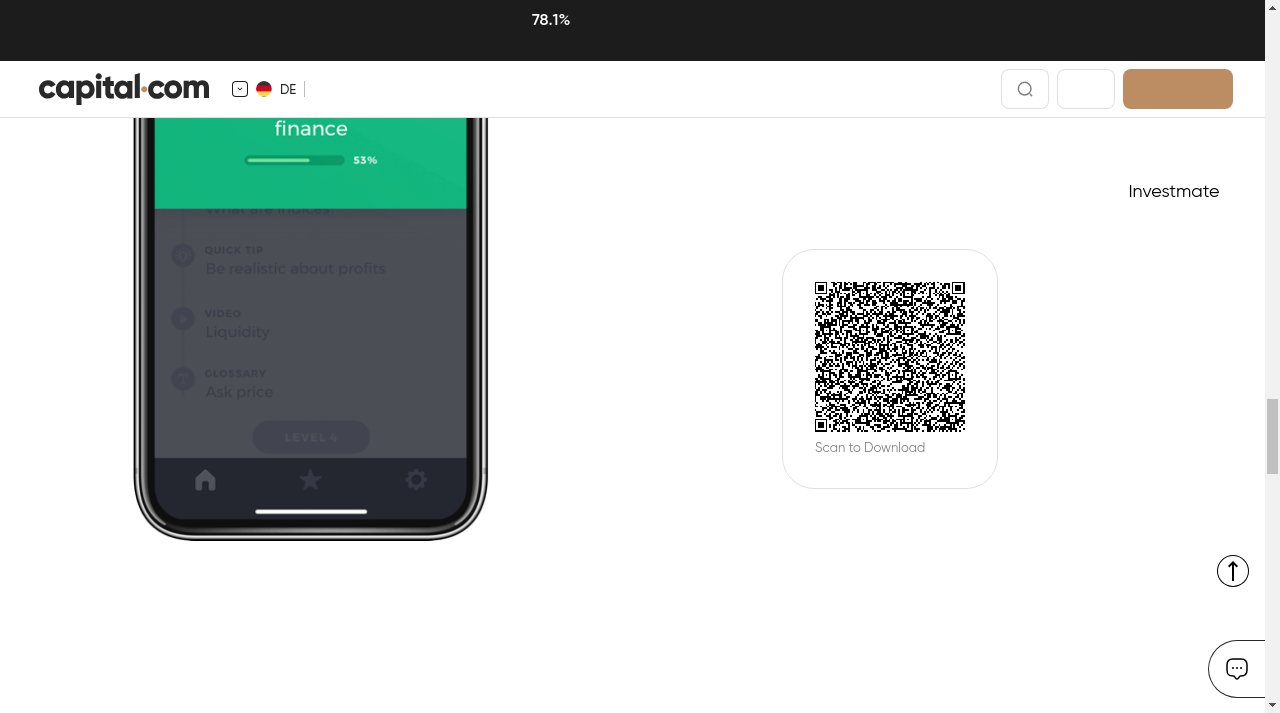 78.1%
capital.com
DE
finance
53%
What are indices?
QUICK TIP
Be realistic about profits
VIDEO
Liquidity
GLOSSARY
Ask price
LEVEL 4
Investmate
Scan to Download